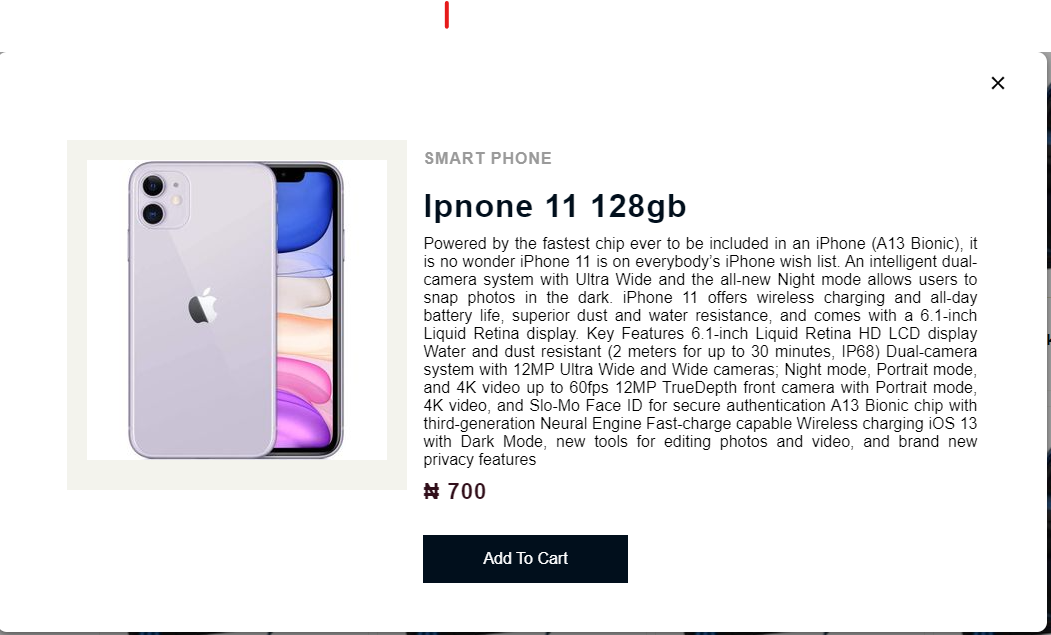 SMART PHONE
Ipnone 11 128gb
Powered by the fastest chip ever to be included in an iPhone (A13 Bionic), it
is no wonder iPhone 11 is on everybody’s iPhone wish list. An intelligent dual-
camera system with Ultra Wide and the all-new Night mode allows users to
snap photos in the dark. iPhone 11 offers wireless charging and all-day
battery life, superior dust and water resistance, and comes with a 6.1-inch
Liquid Retina display. Key Features 6.1-inch Liquid Retina HD LCD display
Water and dust resistant (2 meters for up to 30 minutes, IP68) Dual-camera
system with 12MP Ultra Wide and Wide cameras; Night mode, Portrait mode,
and 4K video up to 60fps 12MP TrueDepth front camera with Portrait mode,
4K video, and Slo-Mo Face ID for secure authentication A13 Bionic chip with
third-generation Neural Engine Fast-charge capable Wireless charging iOS 13
with Dark Mode, new tools for editing photos and video, and brand new
privacy features
₦ 700
Add To Cart